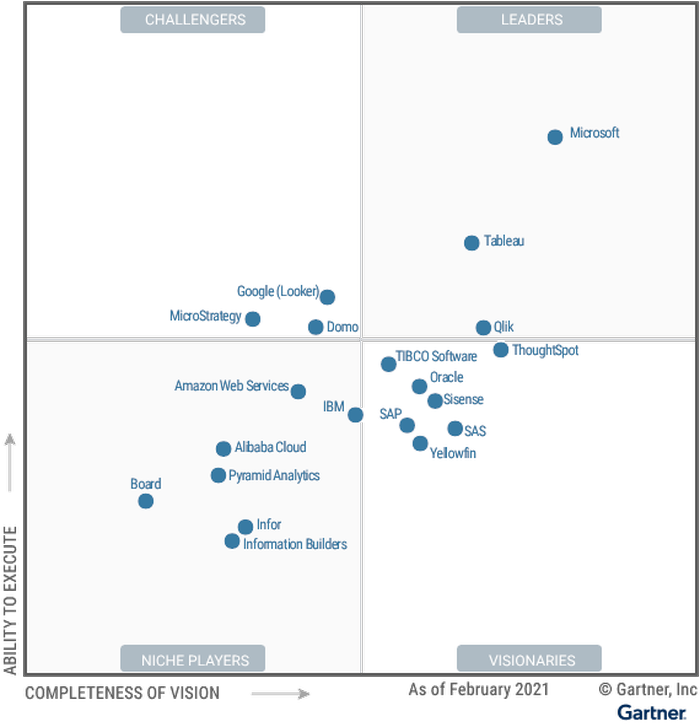 CHALLENGERS
LEADERS
Microsoft
Tableau
Google (Looker)
MicroStrategy
Domo
Qlik
ThoughtSpot
TIBCO Software
Oracle
Amazon Web Services
Sisense
IBM
SAP
SAS
Yellowfin
Alibaba Cloud
Pyramid Analytics
Board
Infor
Information Builders
ABILITY TO EXECUTE
NICHE PLAYERS
VISIONARIES
COMPLETENESS OF VISION
As of February 2021
© Gartner, Inc
Gartner